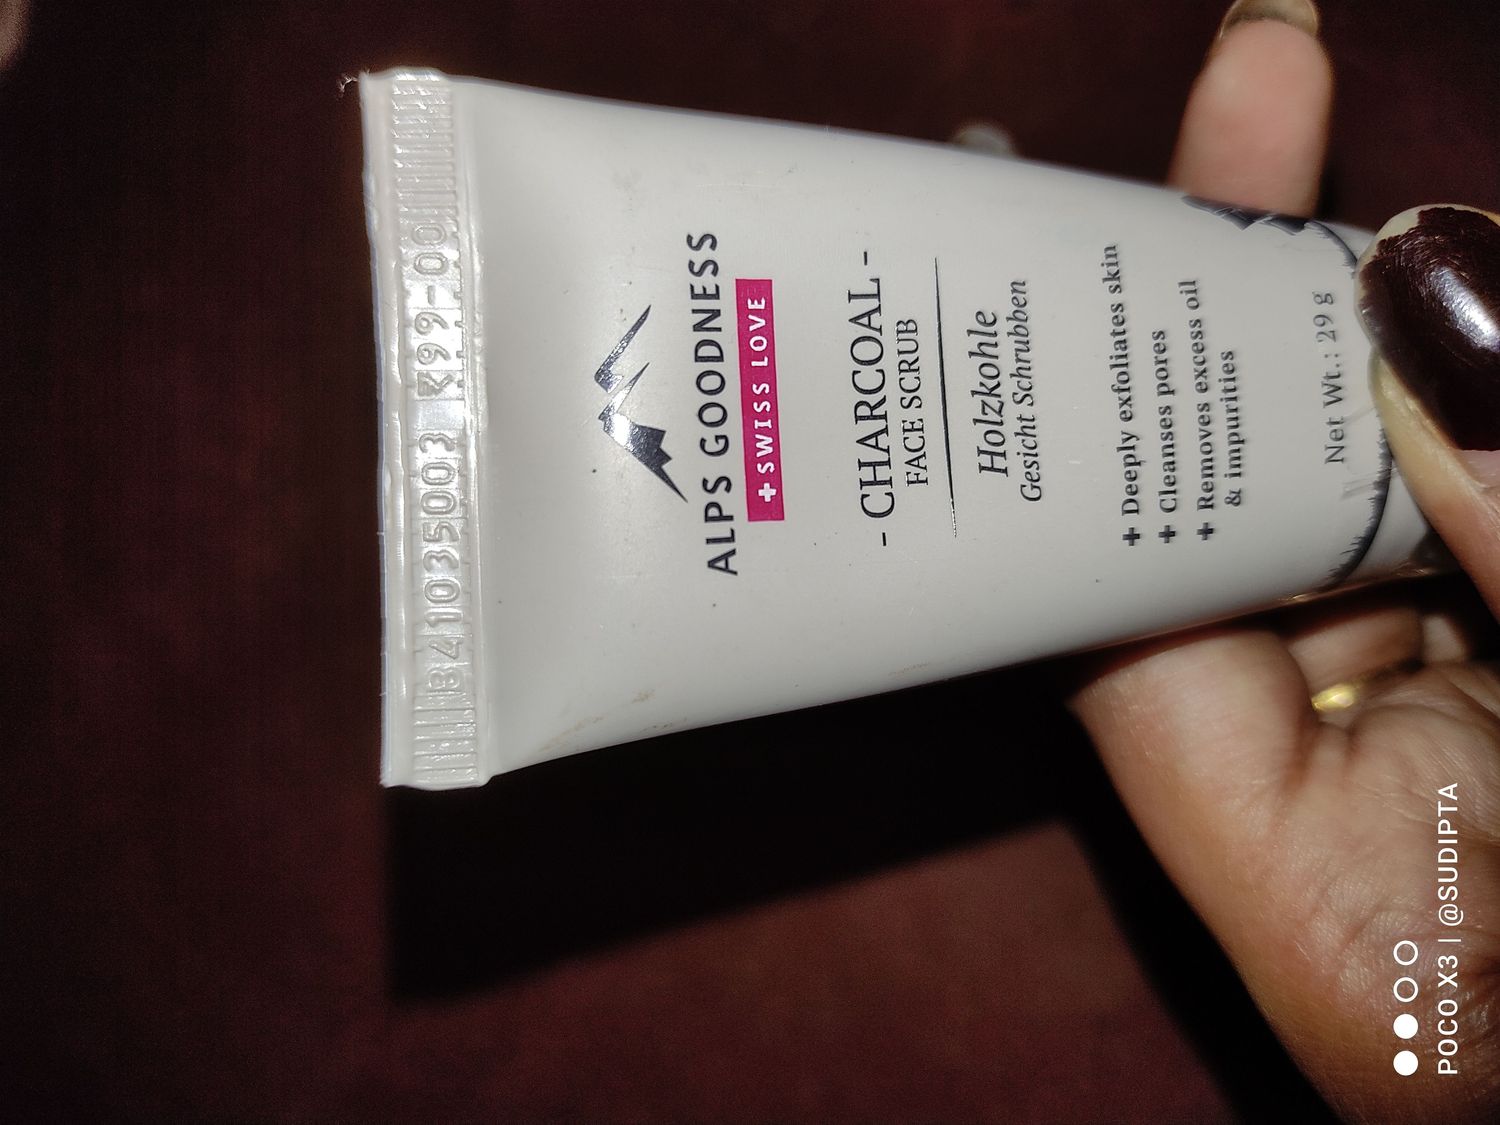 B41035003 ₹99-00
ALPS GOODNESS
+SWISS LOVE
- CHARCOAL -
FACE SCRUB
Holzkohle
Gesicht Schrubben
+ Deeply exfoliates skin
+ Cleanses pores
+ Removes excess oil
& impurities
Net Wt.: 29 g
POCO X3 | @SUDIPTA